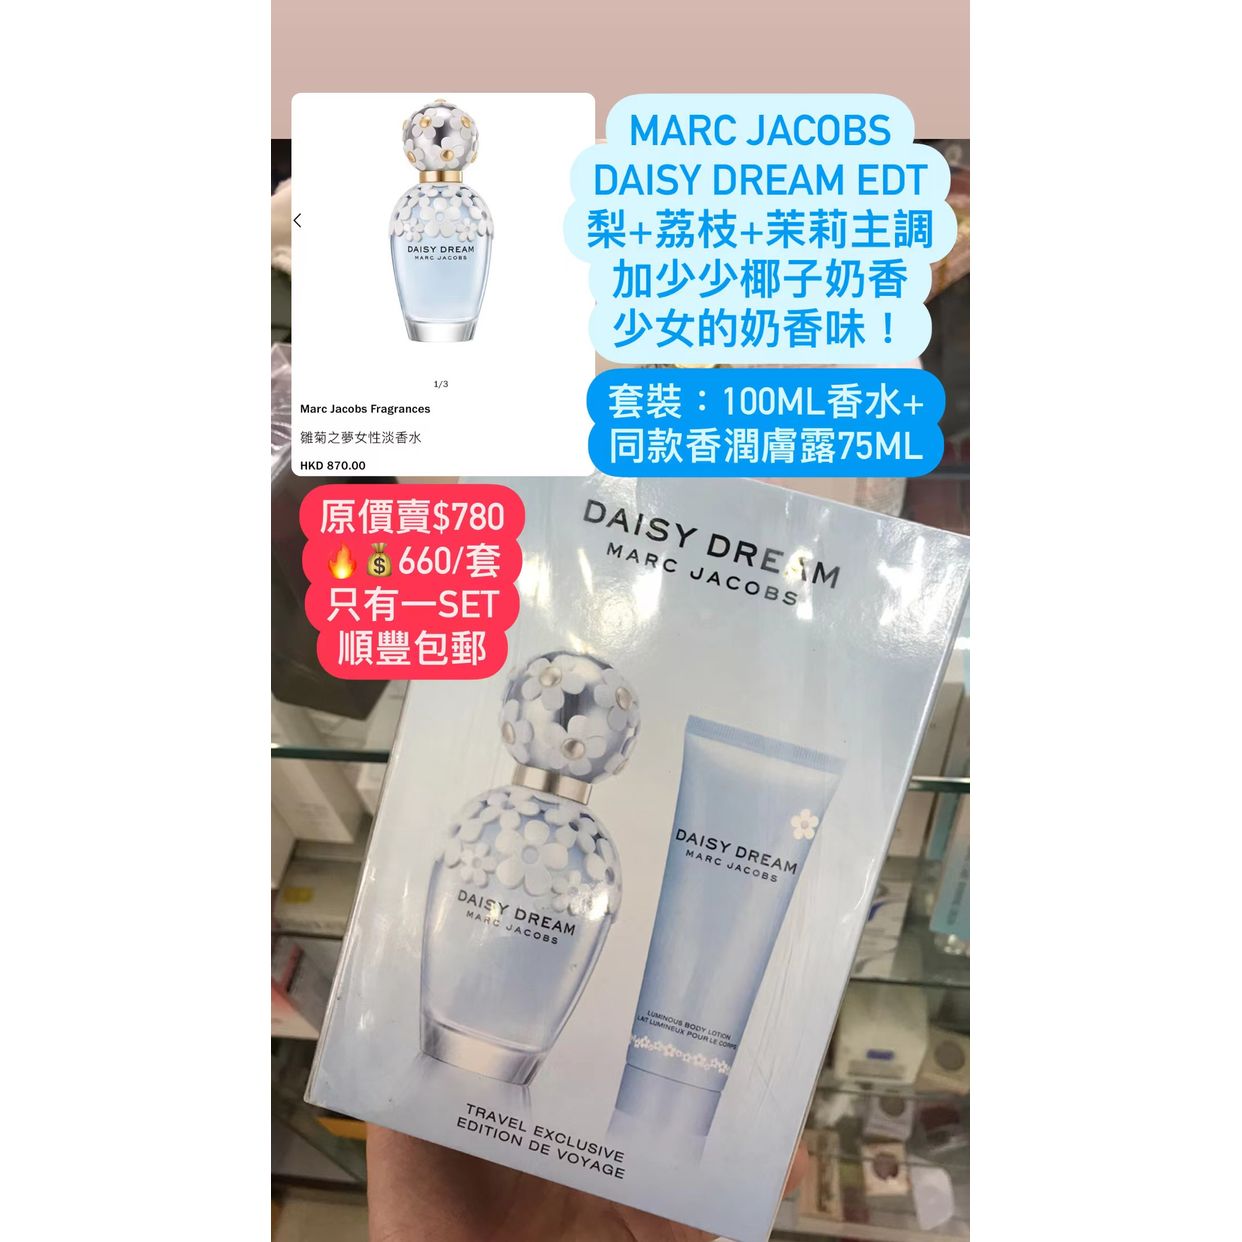 MARC JACOBS
DAISY DREAM EDT
梨+荔枝+茉莉主調
加少少椰子奶香
少女的奶香味！
套裝：100ML香水+
同款香潤膚露75ML
DAISY DREAM
MARC JACOBS
1/3
Marc Jacobs Fragrances
雛菊之夢女性淡香水
HKD 870.00
原價賣$780
🔥💰660/套
只有一SET
順豐包郵
DAISY DREAM
MARC JACOBS
DAISY DREAM
MARC JACOBS
DAISY DREAM
MARC JACOBS
LUMINOUS BODY LOTION
LAIT LUMINEUX POUR LE CORPS
TRAVEL EXCLUSIVE
EDITION DE VOYAGE